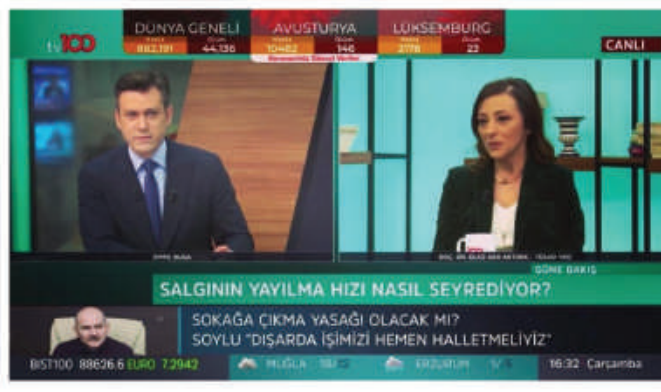 tv100
DÜNYA GENELİ AVUSTURYA LÜKSEMBURG
882.191 44.136 10482 146 2178 23
CANLI
GÜNE BAKIŞ
SALGININ YAYILMA HIZI NASIL SEYREDİYOR?
SOKAĞA ÇIKMA YASAĞI OLACAK MI?
SOYLU "DIŞARDA İŞİMİZİ HEMEN HALLETMELİYİZ"
BIST100 88626.6 EURO 7.2942 MUĞLA ERZURUM 16:32 Çarşamba